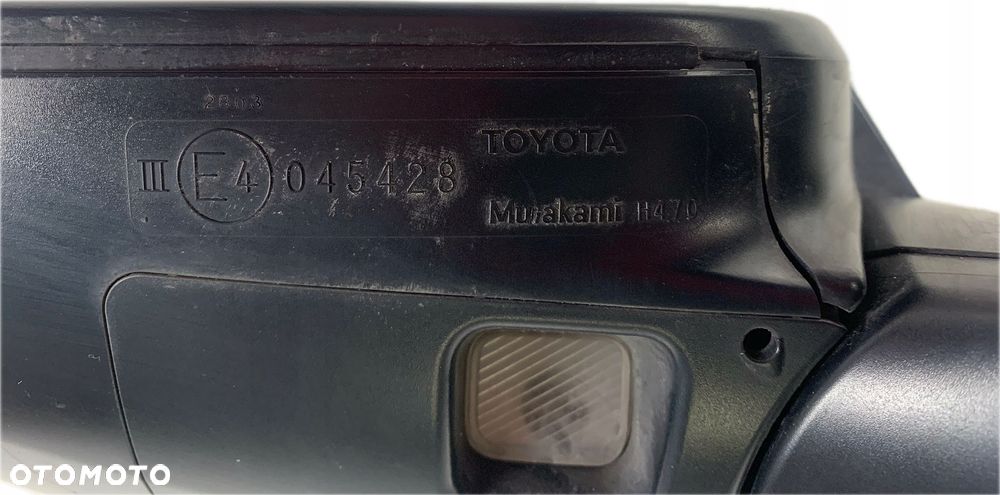 2803
III E4 045428
TOYOTA
Murakami H470
OTOMOTO